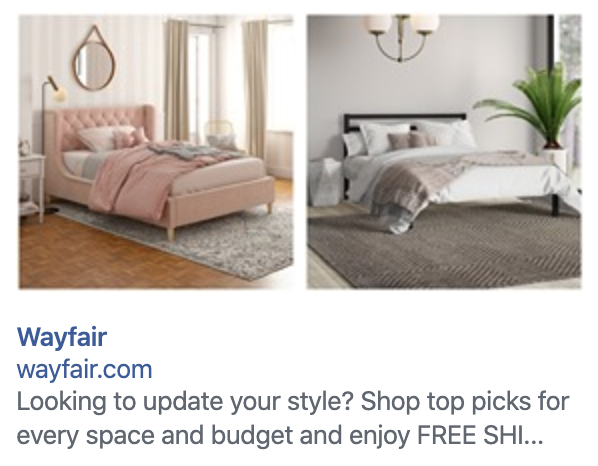 Wayfair
wayfair.com
Looking to update your style? Shop top picks for
every space and budget and enjoy FREE SHI...